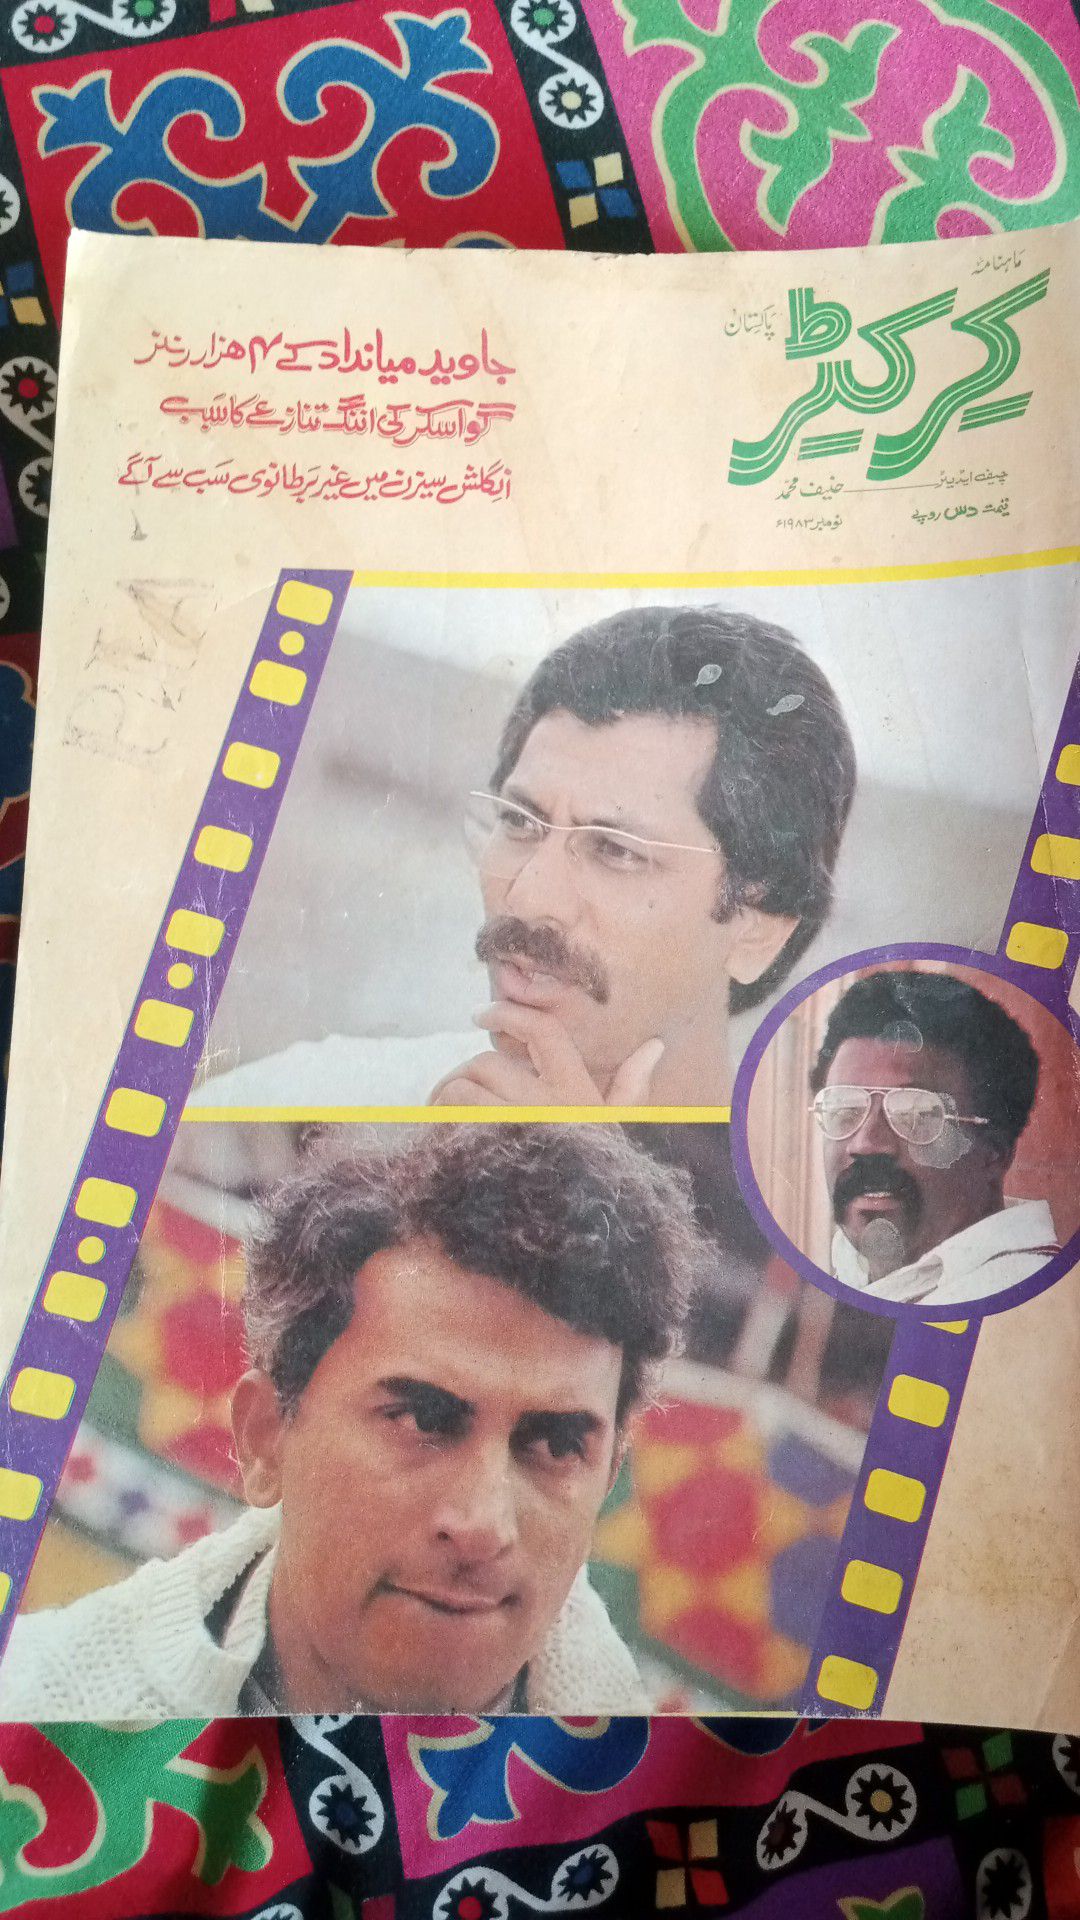 ماہنامہ
کرکٹر
پاکستان
چیف ایڈیٹر حنیف محمد
قیمت دس روپے
نومبر ۱۹۸۳ء
جاوید میانداد کے ۴ ہزار رنز
گواسکر کی اننگ تنازعے کا سبب
انگلش سیزن میں غیر برطانوی سب سے آگے
PIA